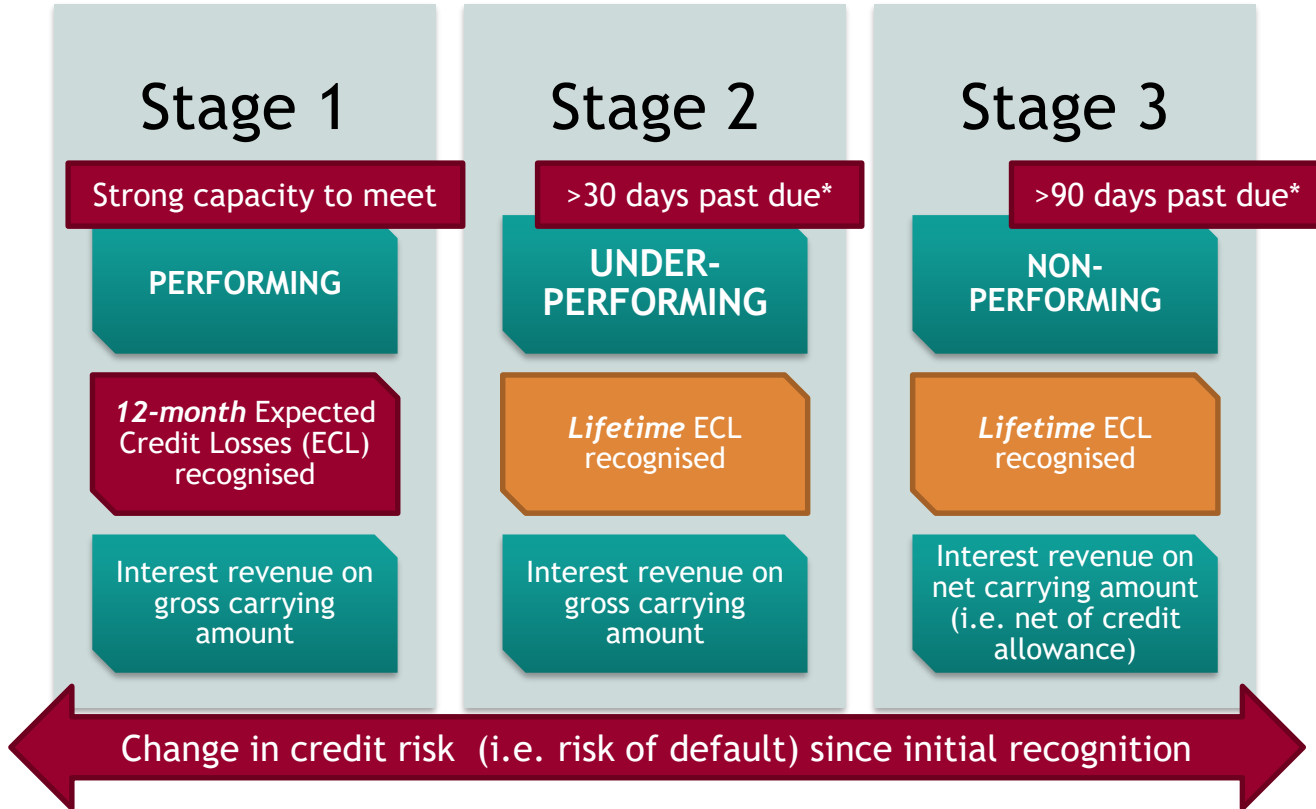 Stage 1
Strong capacity to meet
PERFORMING
12-month Expected
Credit Losses (ECL)
recognised
Interest revenue on
gross carrying
amount
Stage 2
>30 days past due*
UNDER-
PERFORMING
Lifetime ECL
recognised
Interest revenue on
gross carrying
amount
Stage 3
>90 days past due*
NON-
PERFORMING
Lifetime ECL
recognised
Interest revenue on
net carrying amount
(i.e. net of credit
allowance)
Change in credit risk (i.e. risk of default) since initial recognition